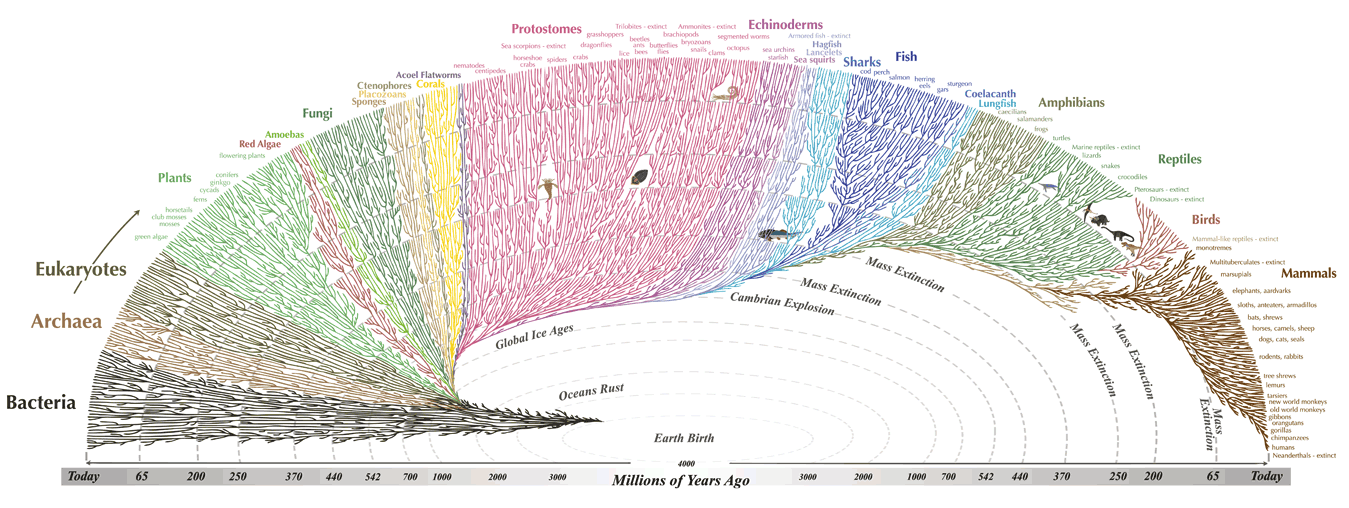 Protostomes
Echinoderms
Trilobites - extinct
Ammonites - extinct
grasshoppers
brachiopods
segmented worms
Armored fish - extinct
beetles
bryozoans
Sea scorpions - extinct
dragonflies
ants
butterflies
octopus
Hagfish
snails
sea urchins
Lancelets
lice
bees
flies
clams
starfish
Sea squirts
horseshoe
crabs
spiders
crabs
nematodes
centipedes
Sharks
Fish
cod
perch
salmon
herring
eels
sturgeon
gars
Acoel Flatworms
Ctenophores
Corals
Placozoans
Sponges
Coelacanth
Lungfish
Amphibians
caecilians
salamanders
frogs
turtles
Fungi
Amoebas
Red Algae
flowering plants
Marine reptiles - extinct
lizards
Reptiles
snakes
crocodiles
Plants
conifers
ginkgo
cycads
ferns
horsetails
club mosses
mosses
green algae
Pterosaurs - extinct
Dinosaurs - extinct
Birds
Mammal-like reptiles - extinct
monotremes
Multituberculates - extinct
marsupials
Mammals
elephants, aardvarks
sloths, anteaters, armadillos
bats, shrews
horses, camels, sheep
dogs, cats, seals
rodents, rabbits
tree shrews
lemurs
tarsiers
new world monkeys
old world monkeys
gibbons
orangutans
gorillas
chimpanzees
humans
Neanderthals - extinct
Eukaryotes
Archaea
Bacteria
Mass Extinction
Mass Extinction
Cambrian Explosion
Global Ice Ages
Mass Extinction
Mass Extinction
Mass Extinction
Oceans Rust
Earth Birth
4000
Today 65 200 250 370 440 542 700 1000 2000 3000 Millions of Years Ago 3000 2000 1000 700 542 440 370 250 200 65 Today